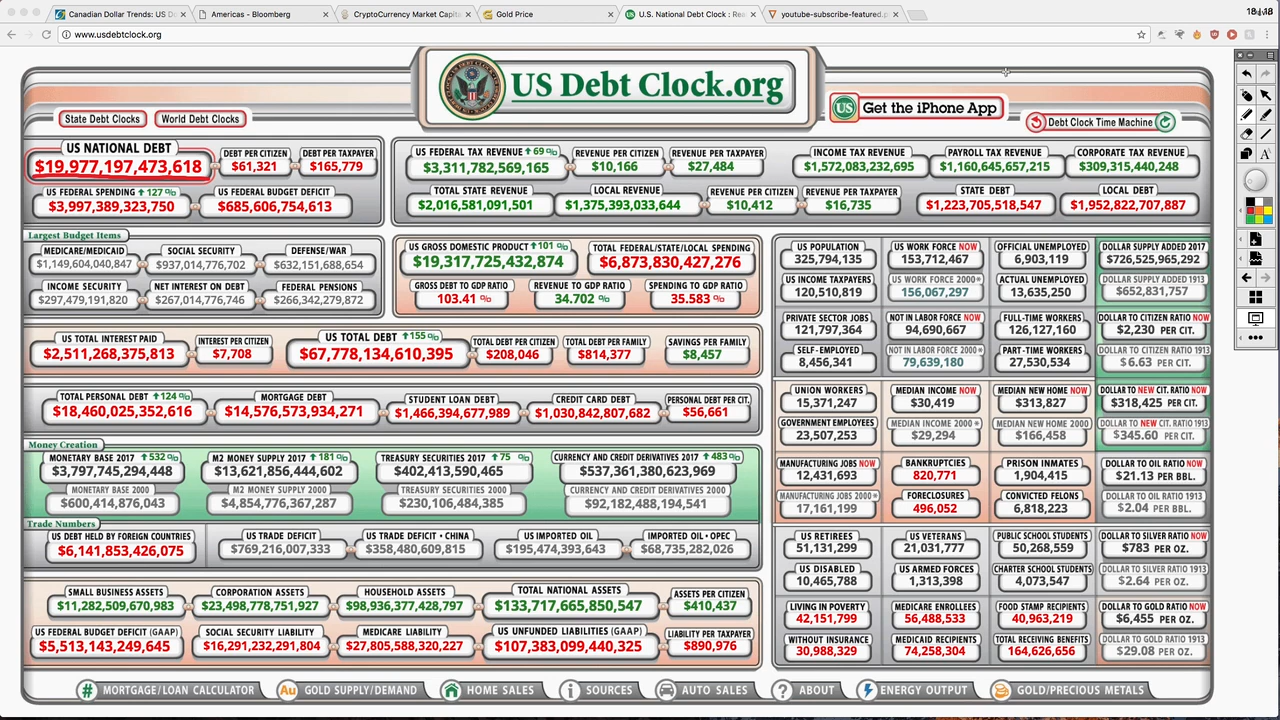 Canadian Dollar Trends: US Do
Americas - Bloomberg
CryptoCurrency Market Capita
Gold Price
U.S. National Debt Clock : Rea
youtube-subscribe-featured.p
www.usdebtclock.org
US Debt Clock.org
State Debt Clocks
World Debt Clocks
US Get the iPhone App
Debt Clock Time Machine
US NATIONAL DEBT
$19,977,197,473,618
DEBT PER CITIZEN
$61,321
DEBT PER TAXPAYER
$165,779
US FEDERAL SPENDING 127 %
$3,997,389,323,750
US FEDERAL BUDGET DEFICIT
$685,606,754,613
US FEDERAL TAX REVENUE 69 %
$3,311,782,569,165
REVENUE PER CITIZEN
$10,166
REVENUE PER TAXPAYER
$27,484
INCOME TAX REVENUE
$1,572,083,232,695
PAYROLL TAX REVENUE
$1,160,645,657,215
CORPORATE TAX REVENUE
$309,315,440,248
TOTAL STATE REVENUE
$2,016,581,091,501
LOCAL REVENUE
$1,375,393,033,644
REVENUE PER CITIZEN
$10,412
REVENUE PER TAXPAYER
$16,735
STATE DEBT
$1,223,705,518,547
LOCAL DEBT
$1,952,822,707,887
Largest Budget Items
MEDICARE/MEDICAID
$1,149,604,040,847
SOCIAL SECURITY
$937,014,776,702
DEFENSE/WAR
$632,151,688,654
INCOME SECURITY
$297,479,191,820
NET INTEREST ON DEBT
$267,014,776,746
FEDERAL PENSIONS
$266,342,279,872
US GROSS DOMESTIC PRODUCT 101 %
$19,317,725,432,874
TOTAL FEDERAL/STATE/LOCAL SPENDING
$6,873,830,427,276
GROSS DEBT TO GDP RATIO
103.41 %
REVENUE TO GDP RATIO
34.702 %
SPENDING TO GDP RATIO
35.583 %
US TOTAL INTEREST PAID
$2,511,268,375,813
INTEREST PER CITIZEN
$7,708
US TOTAL DEBT 155 %
$67,778,134,610,395
TOTAL DEBT PER CITIZEN
$208,046
TOTAL DEBT PER FAMILY
$814,377
SAVINGS PER FAMILY
$8,457
TOTAL PERSONAL DEBT 124 %
$18,460,025,352,616
MORTGAGE DEBT
$14,576,573,934,271
STUDENT LOAN DEBT
$1,466,394,677,989
CREDIT CARD DEBT
$1,030,842,807,682
PERSONAL DEBT PER CIT.
$56,661
Money Creation
MONETARY BASE 2017 532 %
$3,797,745,294,448
M2 MONEY SUPPLY 2017 181 %
$13,621,856,444,602
TREASURY SECURITIES 2017 75 %
$402,413,590,465
CURRENCY AND CREDIT DERIVATIVES 2017 483 %
$537,361,380,623,969
MONETARY BASE 2000
$600,414,876,043
M2 MONEY SUPPLY 2000
$4,854,776,367,287
TREASURY SECURITIES 2000
$230,106,484,385
CURRENCY AND CREDIT DERIVATIVES 2000
$92,182,488,194,541
Trade Numbers
US DEBT HELD BY FOREIGN COUNTRIES
$6,141,853,426,075
US TRADE DEFICIT
$769,216,007,333
US TRADE DEFICIT • CHINA
$358,480,609,815
US IMPORTED OIL
$195,474,393,643
IMPORTED OIL • OPEC
$68,735,282,026
SMALL BUSINESS ASSETS
$11,282,509,670,983
CORPORATION ASSETS
$23,498,778,751,927
HOUSEHOLD ASSETS
$98,936,377,428,797
TOTAL NATIONAL ASSETS
$133,717,665,850,547
ASSETS PER CITIZEN
$410,437
US FEDERAL BUDGET DEFICIT (GAAP)
$5,513,143,249,645
SOCIAL SECURITY LIABILITY
$16,291,232,291,804
MEDICARE LIABILITY
$27,805,588,320,227
US UNFUNDED LIABILITIES (GAAP)
$107,383,099,440,325
LIABILITY PER TAXPAYER
$890,976
US POPULATION
325,794,135
US WORK FORCE NOW
153,712,467
OFFICIAL UNEMPLOYED
6,903,119
DOLLAR SUPPLY ADDED 2017
$726,525,965,292
US INCOME TAXPAYERS
120,510,819
US WORK FORCE 2000
156,067,297
ACTUAL UNEMPLOYED
13,635,250
DOLLAR SUPPLY ADDED 1913
$652,831,757
PRIVATE SECTOR JOBS
121,797,364
NOT IN LABOR FORCE NOW
94,690,667
FULL-TIME WORKERS
126,127,160
DOLLAR TO CITIZEN RATIO NOW
$2,230 PER CIT.
SELF-EMPLOYED
8,456,341
NOT IN LABOR FORCE 2000
79,639,180
PART-TIME WORKERS
27,530,534
DOLLAR TO CITIZEN RATIO 1913
$6.63 PER CIT.
UNION WORKERS
15,371,247
MEDIAN INCOME NOW
$30,419
MEDIAN NEW HOME NOW
$313,827
DOLLAR TO NEW CIT. RATIO NOW
$318,425 PER CIT.
GOVERNMENT EMPLOYEES
23,507,253
MEDIAN INCOME 2000
$29,294
MEDIAN NEW HOME 2000
$166,458
DOLLAR TO NEW CIT. RATIO 1913
$345.60 PER CIT.
MANUFACTURING JOBS NOW
12,431,693
BANKRUPTCIES
820,771
PRISON INMATES
1,904,415
DOLLAR TO OIL RATIO NOW
$21.13 PER BBL.
MANUFACTURING JOBS 2000
17,161,199
FORECLOSURES
496,052
CONVICTED FELONS
6,818,223
DOLLAR TO OIL RATIO 1913
$2.04 PER BBL.
US RETIREES
51,131,299
US VETERANS
21,031,777
PUBLIC SCHOOL STUDENTS
50,268,559
DOLLAR TO SILVER RATIO NOW
$783 PER OZ.
US DISABLED
10,465,788
US ARMED FORCES
1,313,398
CHARTER SCHOOL STUDENTS
4,073,547
DOLLAR TO SILVER RATIO 1913
$2.64 PER OZ.
LIVING IN POVERTY
42,151,799
MEDICARE ENROLLEES
56,488,533
FOOD STAMP RECIPIENTS
40,963,219
DOLLAR TO GOLD RATIO NOW
$6,455 PER OZ.
WITHOUT INSURANCE
30,988,329
MEDICAID RECIPIENTS
74,258,304
TOTAL RECEIVING BENEFITS
164,626,656
DOLLAR TO GOLD RATIO 1913
$29.08 PER OZ.
MORTGAGE/LOAN CALCULATOR
Au GOLD SUPPLY/DEMAND
HOME SALES
SOURCES
AUTO SALES
ABOUT
ENERGY OUTPUT
GOLD/PRECIOUS METALS